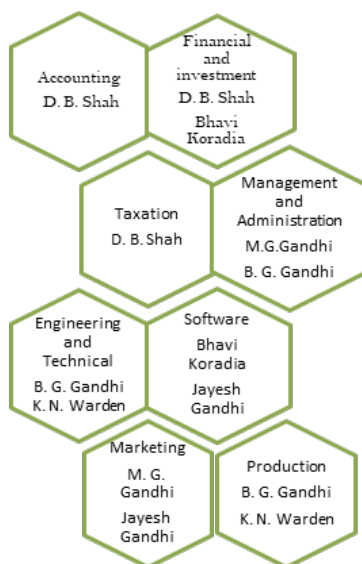 Accounting
D. B. Shah
Financial
and
investment
D. B. Shah
Bhavi
Koradia
Taxation
D. B. Shah
Management
and
Administration
M.G.Gandhi
B. G. Gandhi
Engineering
and
Technical
B. G. Gandhi
K. N. Warden
Software
Bhavi
Koradia
Jayesh
Gandhi
Marketing
M. G.
Gandhi
Jayesh
Gandhi
Production
B. G. Gandhi
K. N. Warden